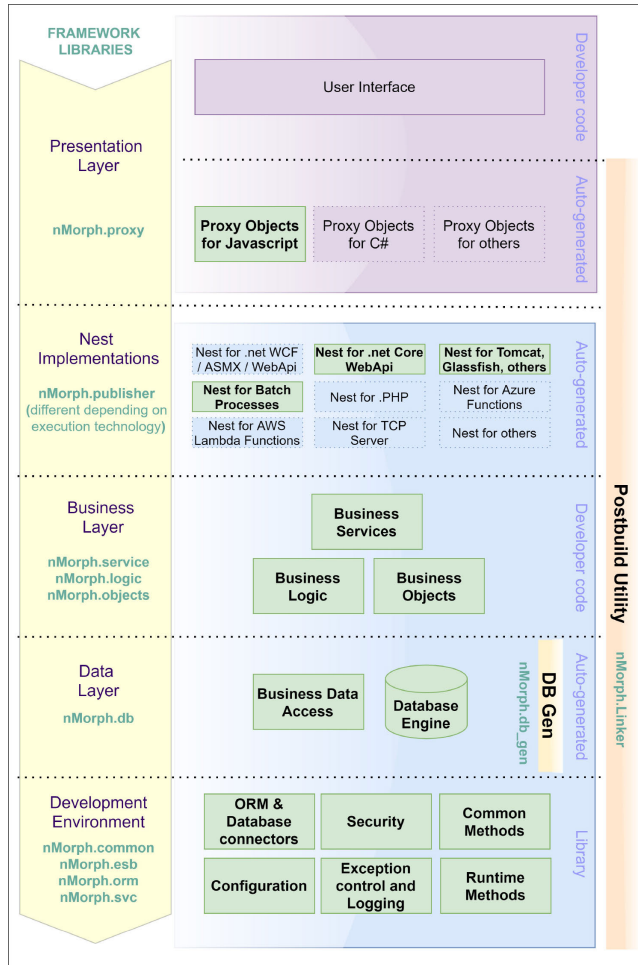 FRAMEWORK
LIBRARIES
User Interface
Developer code
Presentation
Layer
nMorph.proxy
Proxy Objects
for Javascript
Proxy Objects
for C#
Proxy Objects
for others
Auto-generated
Nest
Implementations
nMorph.publisher
(different depending on
execution technology)
Nest for .net WCF
/ ASMX / WebApi
Nest for .net Core
WebApi
Nest for Tomcat,
Glassfish, others
Nest for Batch
Processes
Nest for .PHP
Nest for Azure
Functions
Nest for AWS
Lambda Functions
Nest for TCP
Server
Nest for others
Auto-generated
Business
Layer
nMorph.service
nMorph.logic
nMorph.objects
Business
Services
Business
Logic
Business
Objects
Developer code
Data
Layer
nMorph.db
Business Data
Access
Database
Engine
nMorph.db_gen
DB Gen
Auto-generated
Development
Environment
nMorph.common
nMorph.esb
nMorph.orm
nMorph.svc
ORM &
Database
connectors
Security
Common
Methods
Configuration
Exception
control and
Logging
Runtime
Methods
Library
Postbuild Utility
nMorph.Linker